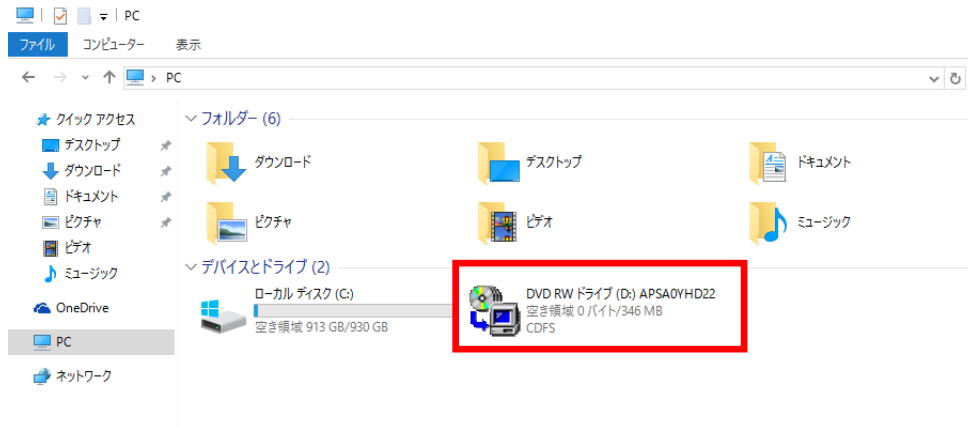 PC
ファイル コンピューター 表示
PC
クイック アクセス
デスクトップ
ダウンロード
ドキュメント
ピクチャ
ビデオ
ミュージック
OneDrive
PC
ネットワーク
フォルダー (6)
ダウンロード
デスクトップ
ドキュメント
ピクチャ
ビデオ
ミュージック
デバイスとドライブ (2)
ローカル ディスク (C:)
空き領域 913 GB/930 GB
DVD RW ドライブ (D:) APSA0YHD22
空き領域 0 バイト/346 MB
CDFS